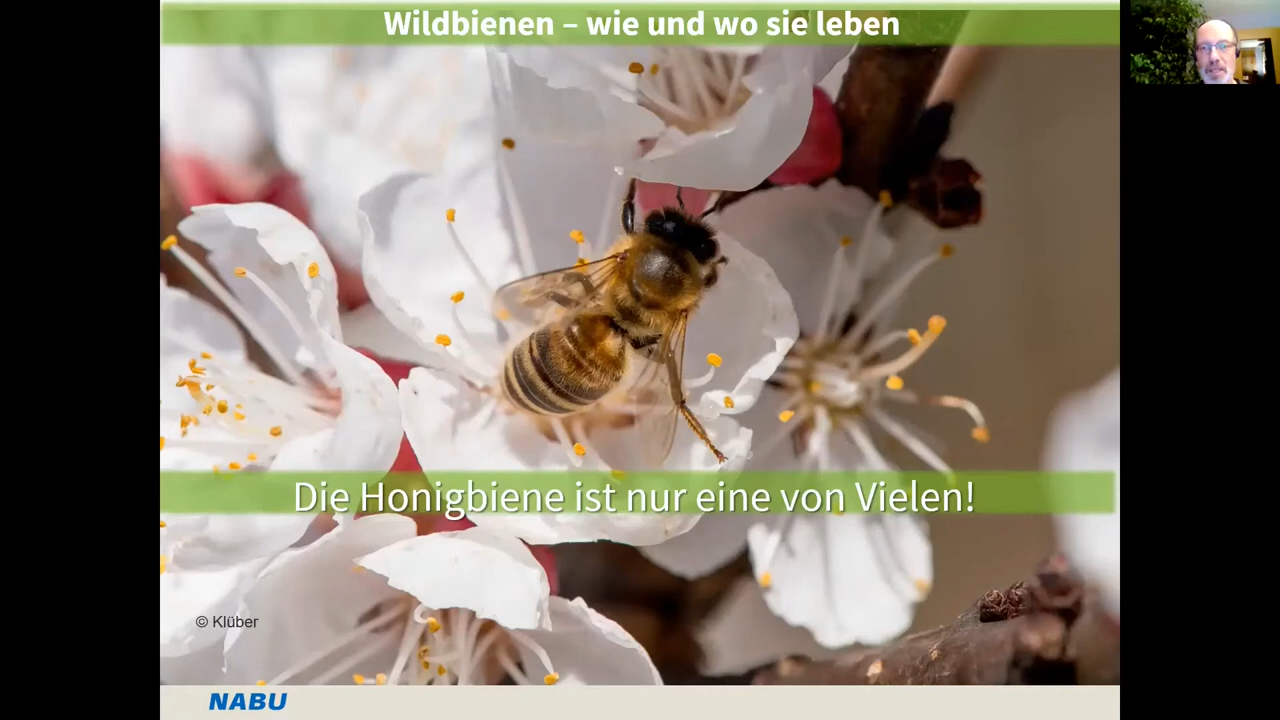 Wildbienen – wie und wo sie leben
Die Honigbiene ist nur eine von Vielen!
© Klüber
NABU